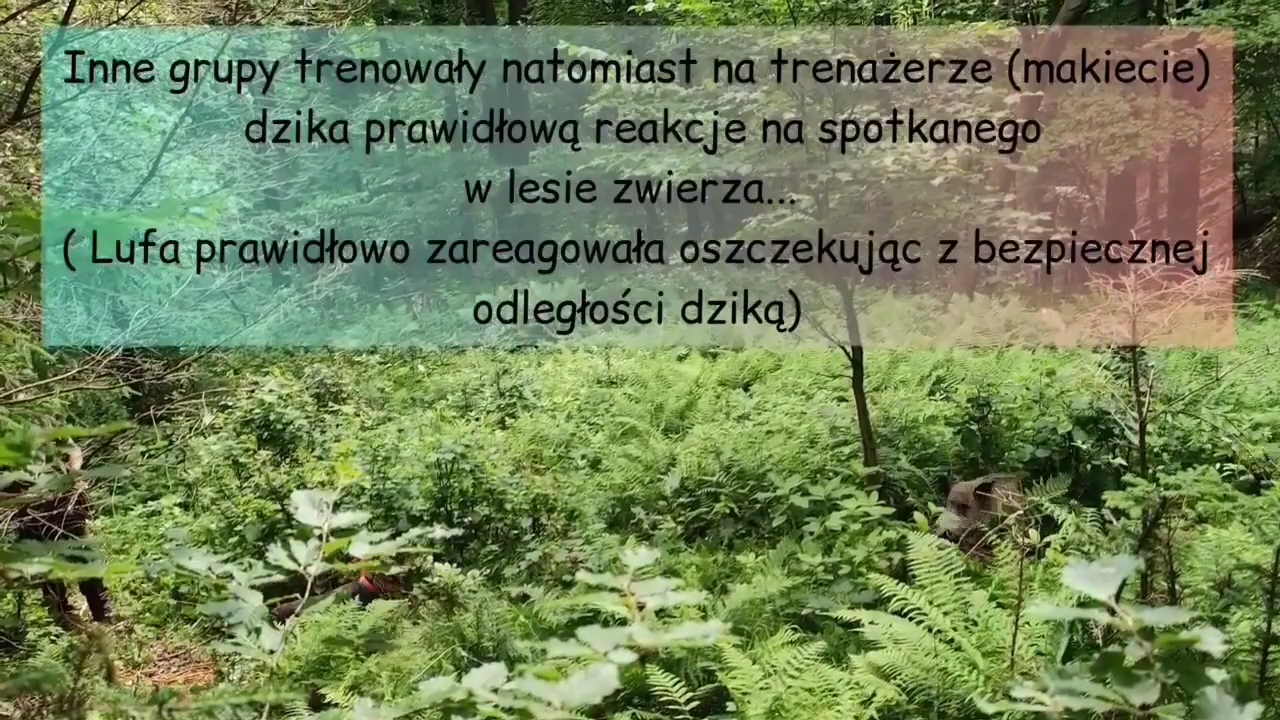 Inne grupy trenowały natomiast na trenażerze (makiecie)
dzika prawidłową reakcje na spotkanego
w lesie zwierza...
( Lufa prawidłowo zareagowała oszczekując z bezpiecznej
odległości dziką)